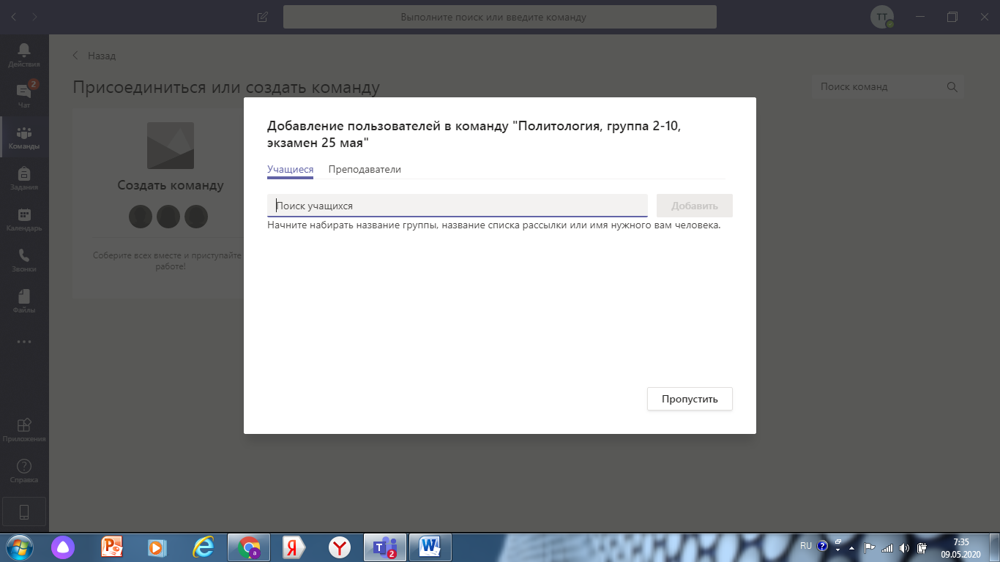 Выполните поиск или введите команду
ТТ
Действия
2
Чат
Команды
Задания
Календарь
Звонки
Файлы
Приложения
Справка
Назад
Присоединиться или создать команду
Поиск команд
Создать команду
Соберите всех вместе и приступайте
работе!
Добавление пользователей в команду "Политология, группа 2-10,
экзамен 25 мая"
Учащиеся Преподаватели
Поиск учащихся
Добавить
Начните набирать название группы, название списка рассылки или имя нужного вам человека.
Пропустить
RU
7:35
09.05.2020